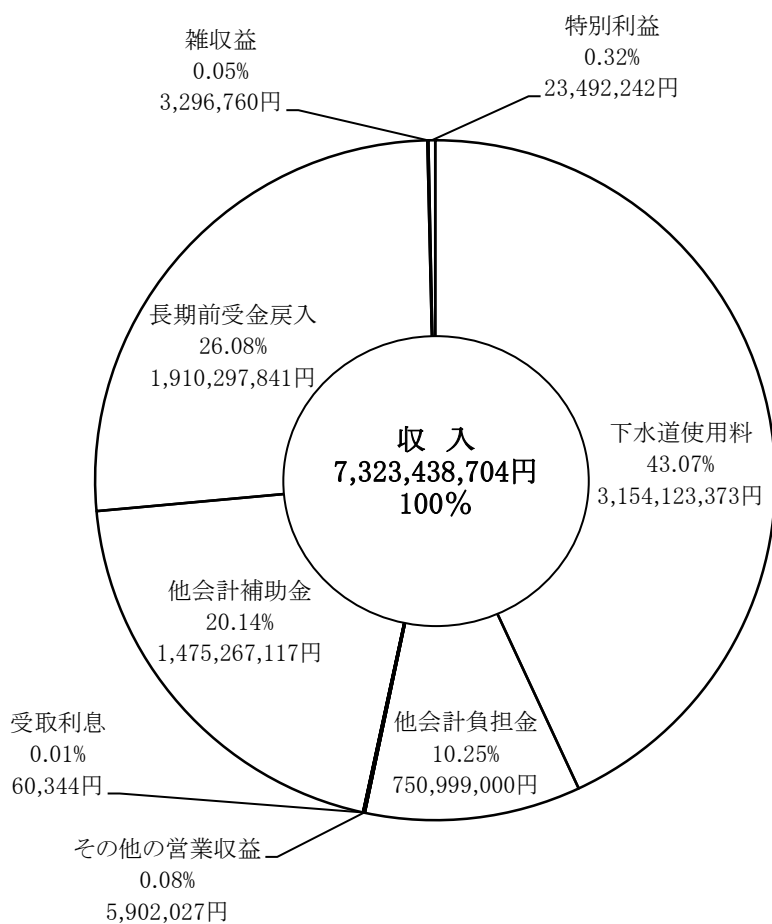 雑収益
0.05%
3,296,760円
特別利益
0.32%
23,492,242円
長期前受金戻入
26.08%
1,910,297,841円
収 入
7,323,438,704円
100%
下水道使用料
43.07%
3,154,123,373円
他会計補助金
20.14%
1,475,267,117円
他会計負担金
10.25%
750,999,000円
受取利息
0.01%
60,344円
その他の営業収益
0.08%
5,902,027円